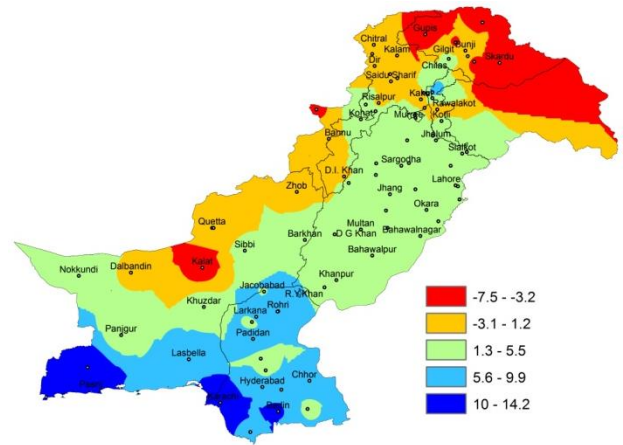 Gupis
Chitral
Gilgit
Bunji
Kalam
Dir
Skardu
Chilas
Saidu Sharif
Kakul
Risalpur
Rawalakot
Kohat
Kotli
Jhelum
Bannu
Sialkot
Sargodha
D.I. Khan
Lahore
Zhob
Jhang
Okara
Quetta
Multan
D G Khan
Bahawalnagar
Barkhan
Sibbi
Bahawalpur
Kalat
Nokkundi
Dalbandin
Khanpur
Jacobabad
R.Y.Khan
Khuzdar
Larkana
Rohri
Panjgur
Padidan
Lasbella
Hyderabad
Chhor
Karachi
Badin
-7.5 - -3.2
-3.1 - 1.2
1.3 - 5.5
5.6 - 9.9
10 - 14.2